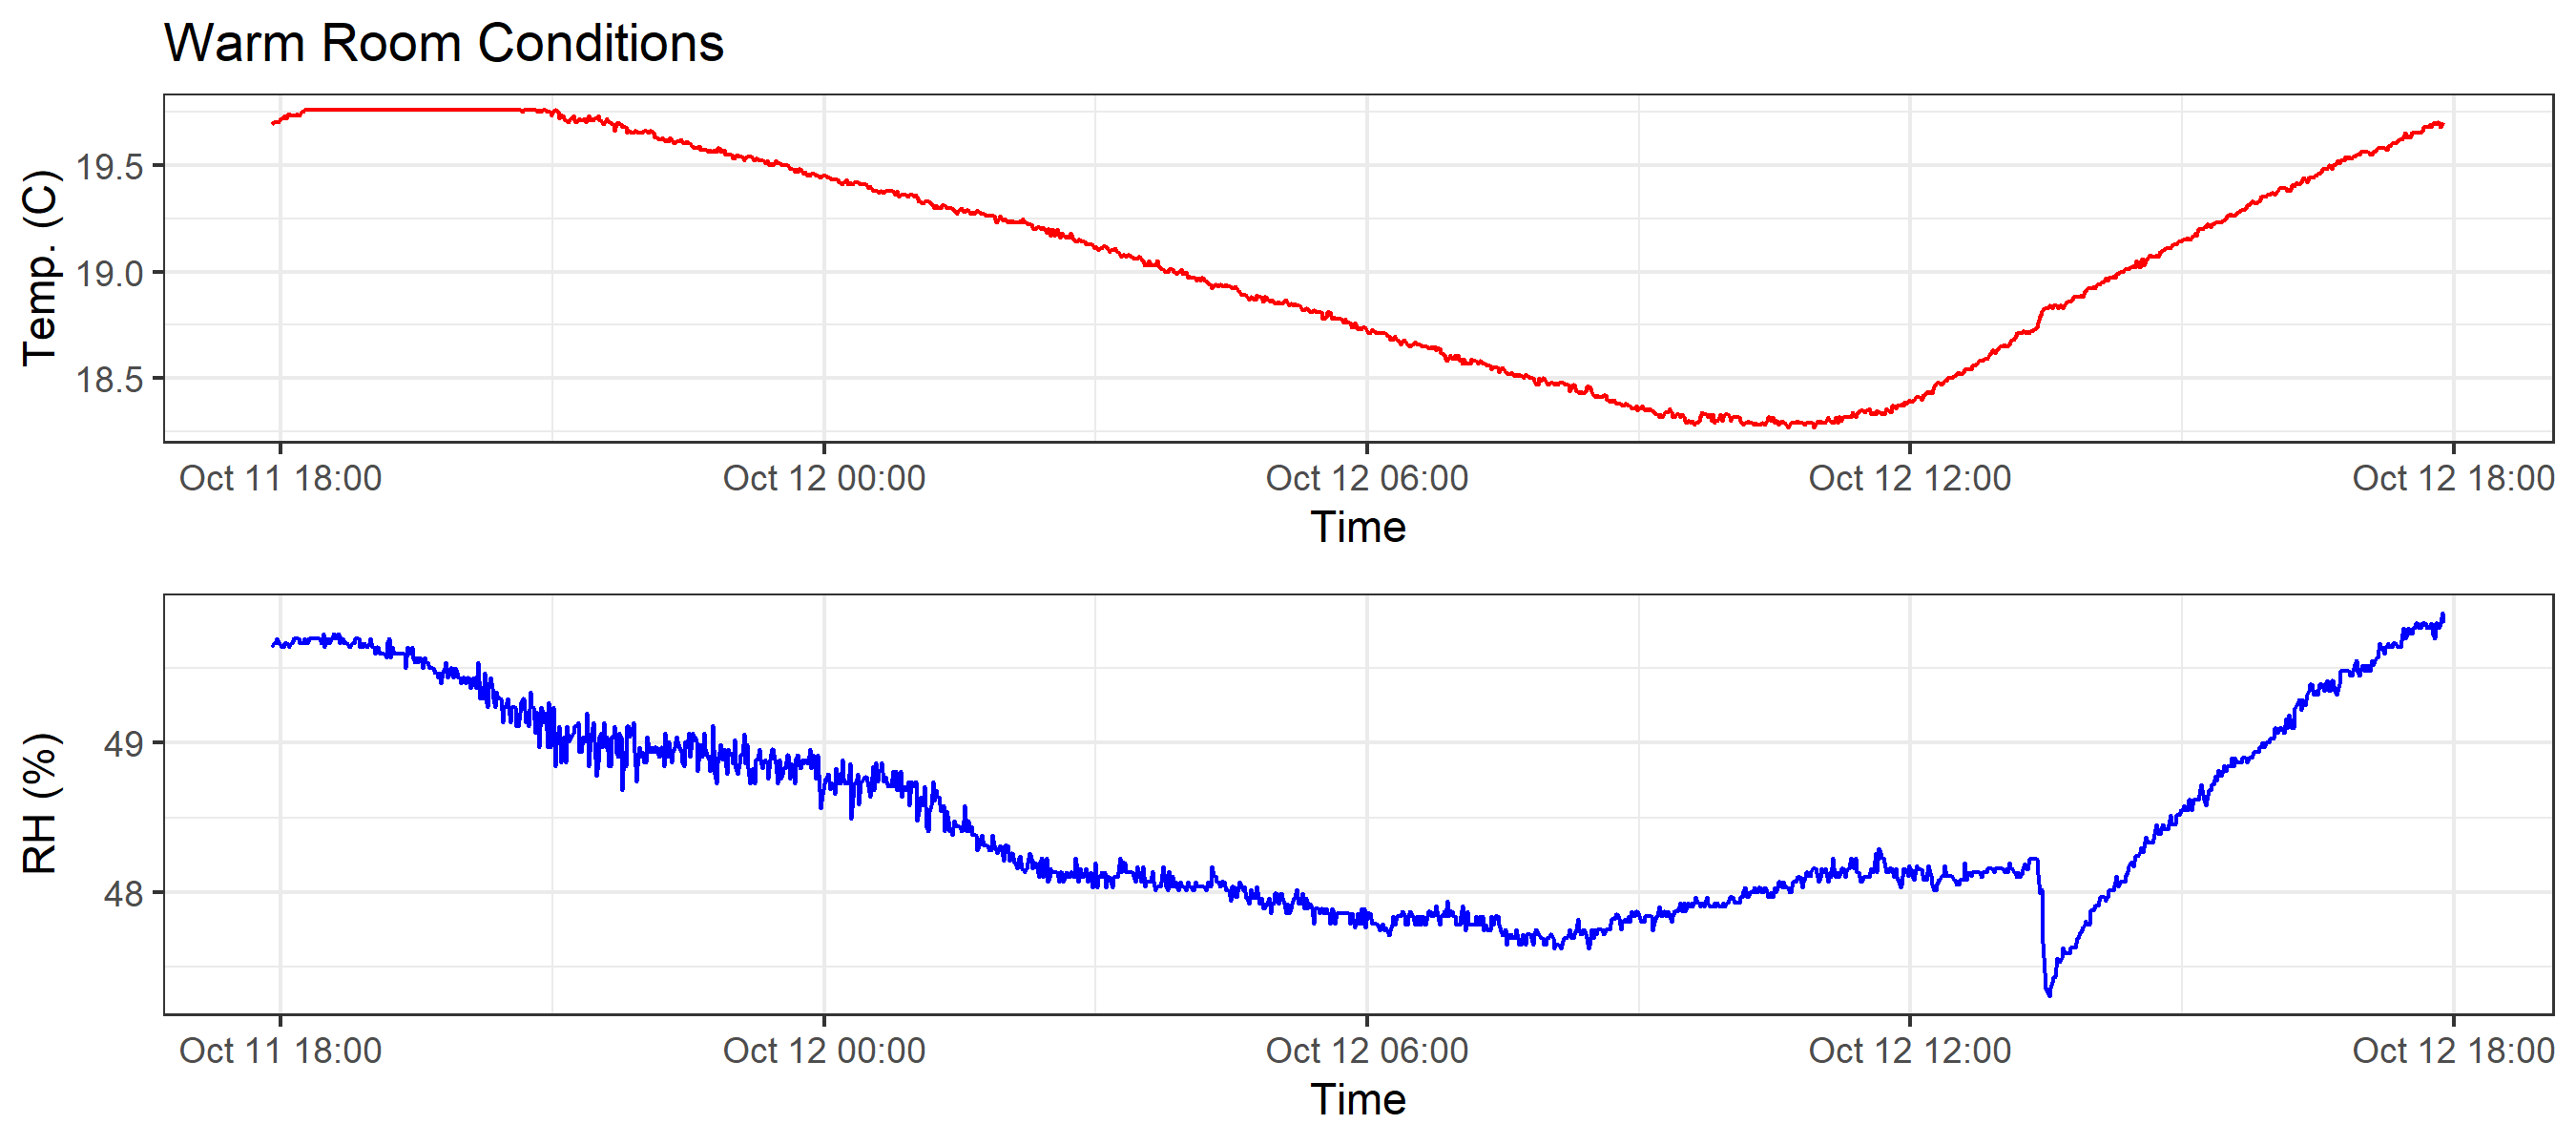 Warm Room Conditions
Temp. (C)
19.5
19.0
18.5
Oct 11 18:00 Oct 12 00:00 Oct 12 06:00 Oct 12 12:00 Oct 12 18:00
Time
RH (%)
49
48
Oct 11 18:00 Oct 12 00:00 Oct 12 06:00 Oct 12 12:00 Oct 12 18:00
Time